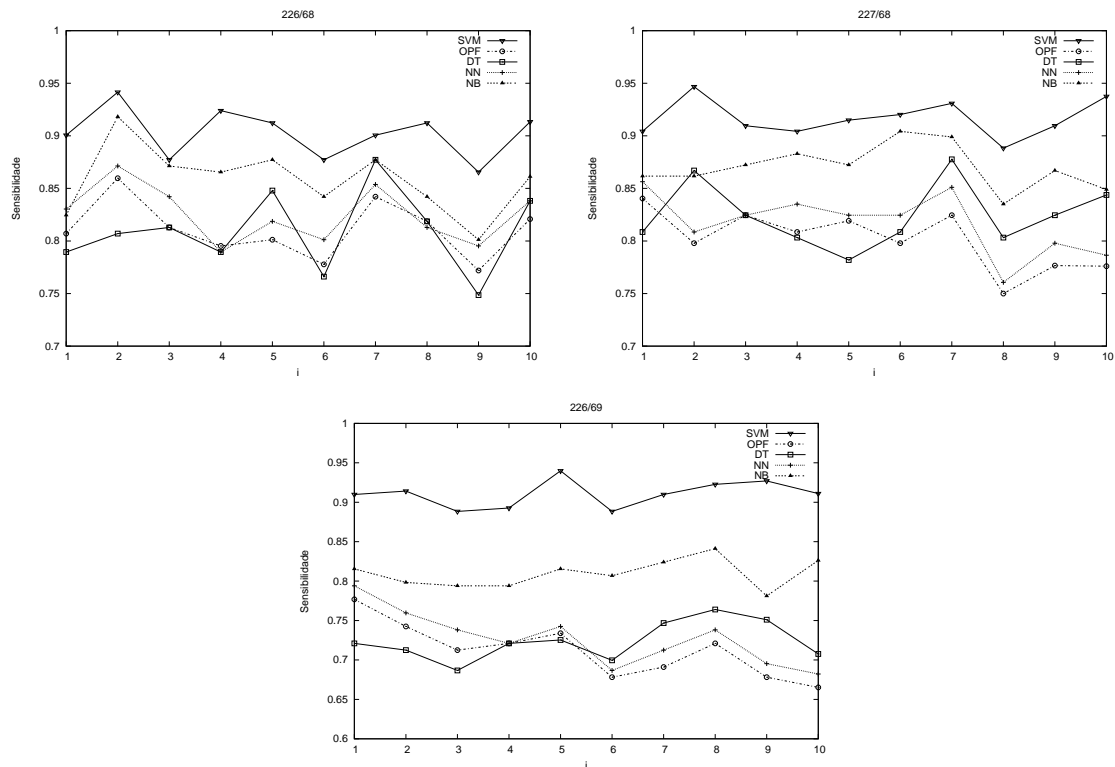 226/68
1
0.95
0.9
0.85
0.8
0.75
0.7
Sensibilidade
SVM
OPF
DT
NN
NB
1 2 3 4 5 6 7 8 9 10
i
227/68
1
0.95
0.9
0.85
0.8
0.75
0.7
Sensibilidade
SVM
OPF
DT
NN
NB
1 2 3 4 5 6 7 8 9 10
i
226/69
1
0.95
0.9
0.85
0.8
0.75
0.7
0.65
0.6
Sensibilidade
SVM
OPF
DT
NN
NB
1 2 3 4 5 6 7 8 9 10
i